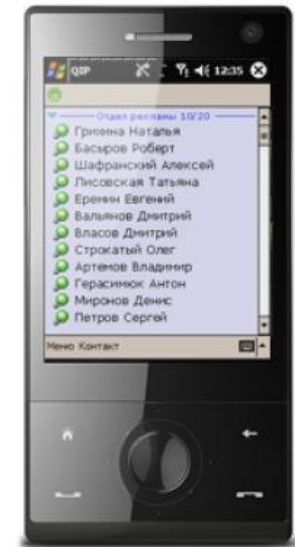 QIP 12:35
Отдел рекламы 10/20
Гринина Наталья
Басыров Роберт
Шафранский Алексей
Лисовская Татьяна
Еремин Евгений
Вальянов Дмитрий
Власов Дмитрий
Строкатый Олег
Артемов Владимир
Герасимюк Антон
Миронов Денис
Петров Сергей
Меню Контакт